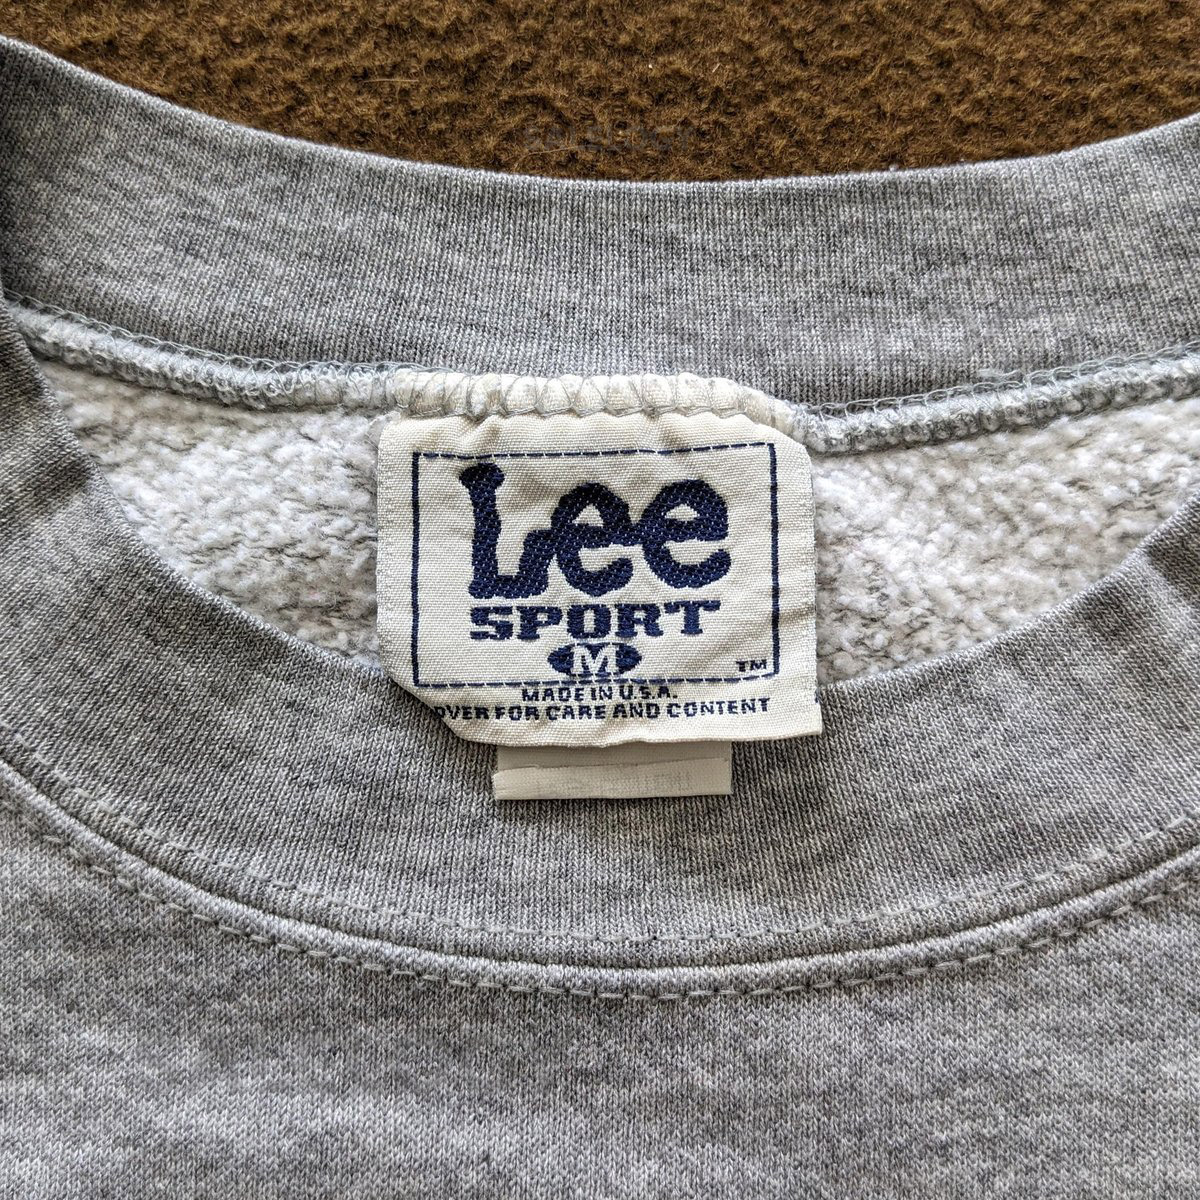 Lee
SPORT
M
TM
MADE IN U.S.A.
OVER FOR CARE AND CONTENT